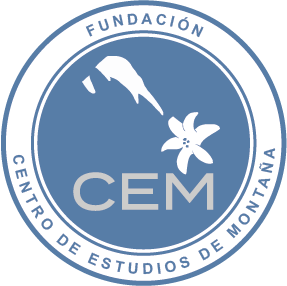 FUNDACIÓN
CEM
CENTRO DE ESTUDIOS DE MONTAÑA